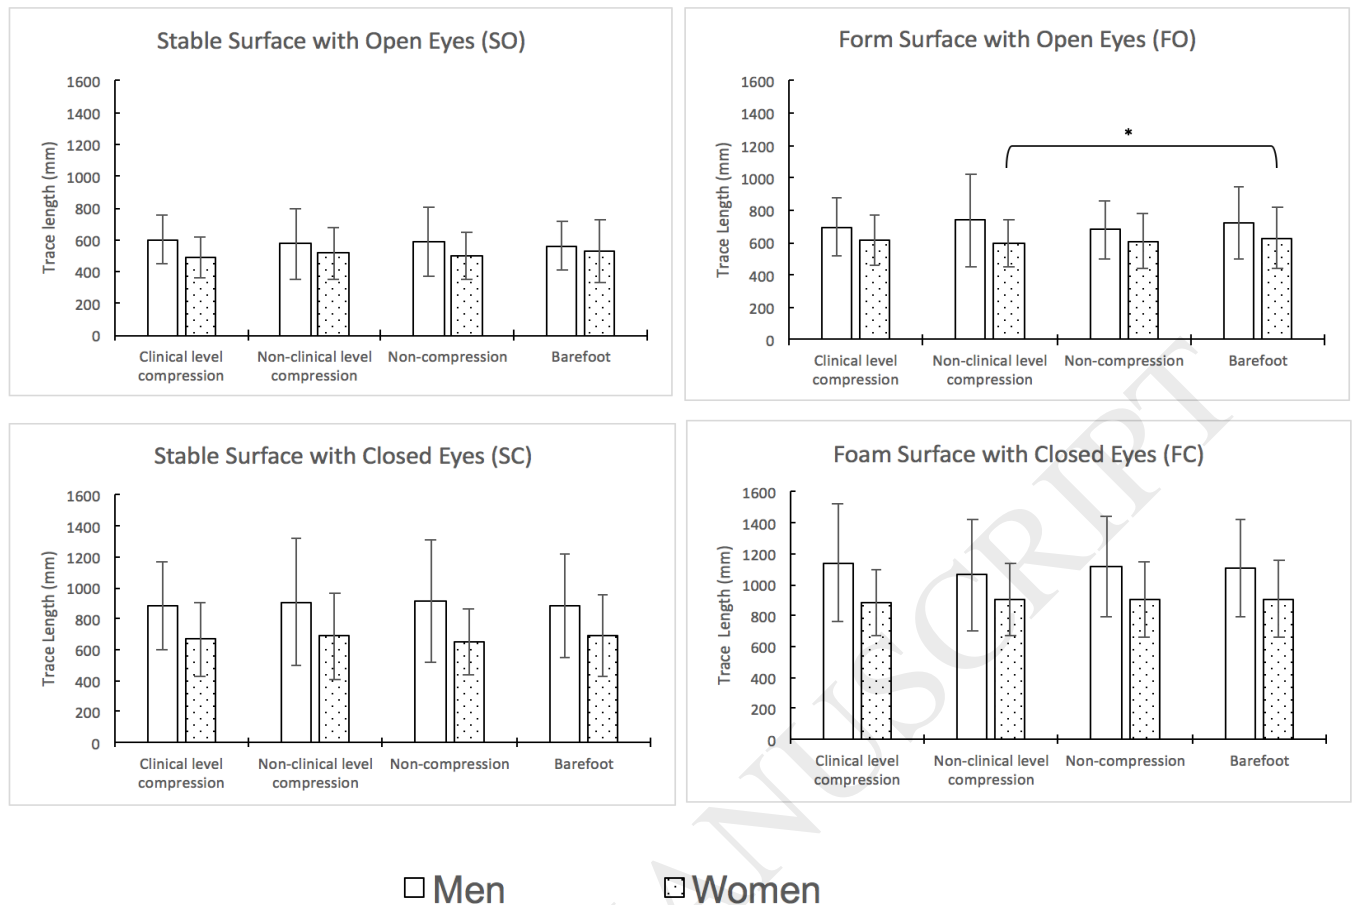 Stable Surface with Open Eyes (SO)
Trace length (mm)
1600
1400
1200
1000
800
600
400
200
0
Clinical level compression
Non-clinical level compression
Non-compression
Barefoot
Form Surface with Open Eyes (FO)
Trace Length (mm)
1600
1400
1200
1000
800
600
400
200
0
*
Clinical level compression
Non-clinical level compression
Non-compression
Barefoot
Stable Surface with Closed Eyes (SC)
Trace Length (mm)
1600
1400
1200
1000
800
600
400
200
0
Clinical level compression
Non-clinical level compression
Non-compression
Barefoot
Foam Surface with Closed Eyes (FC)
Trace Length (mm)
1600
1400
1200
1000
800
600
400
200
0
Clinical level compression
Non-clinical level compression
Non-compression
Barefoot
Men
Women
ANUSCRIPT